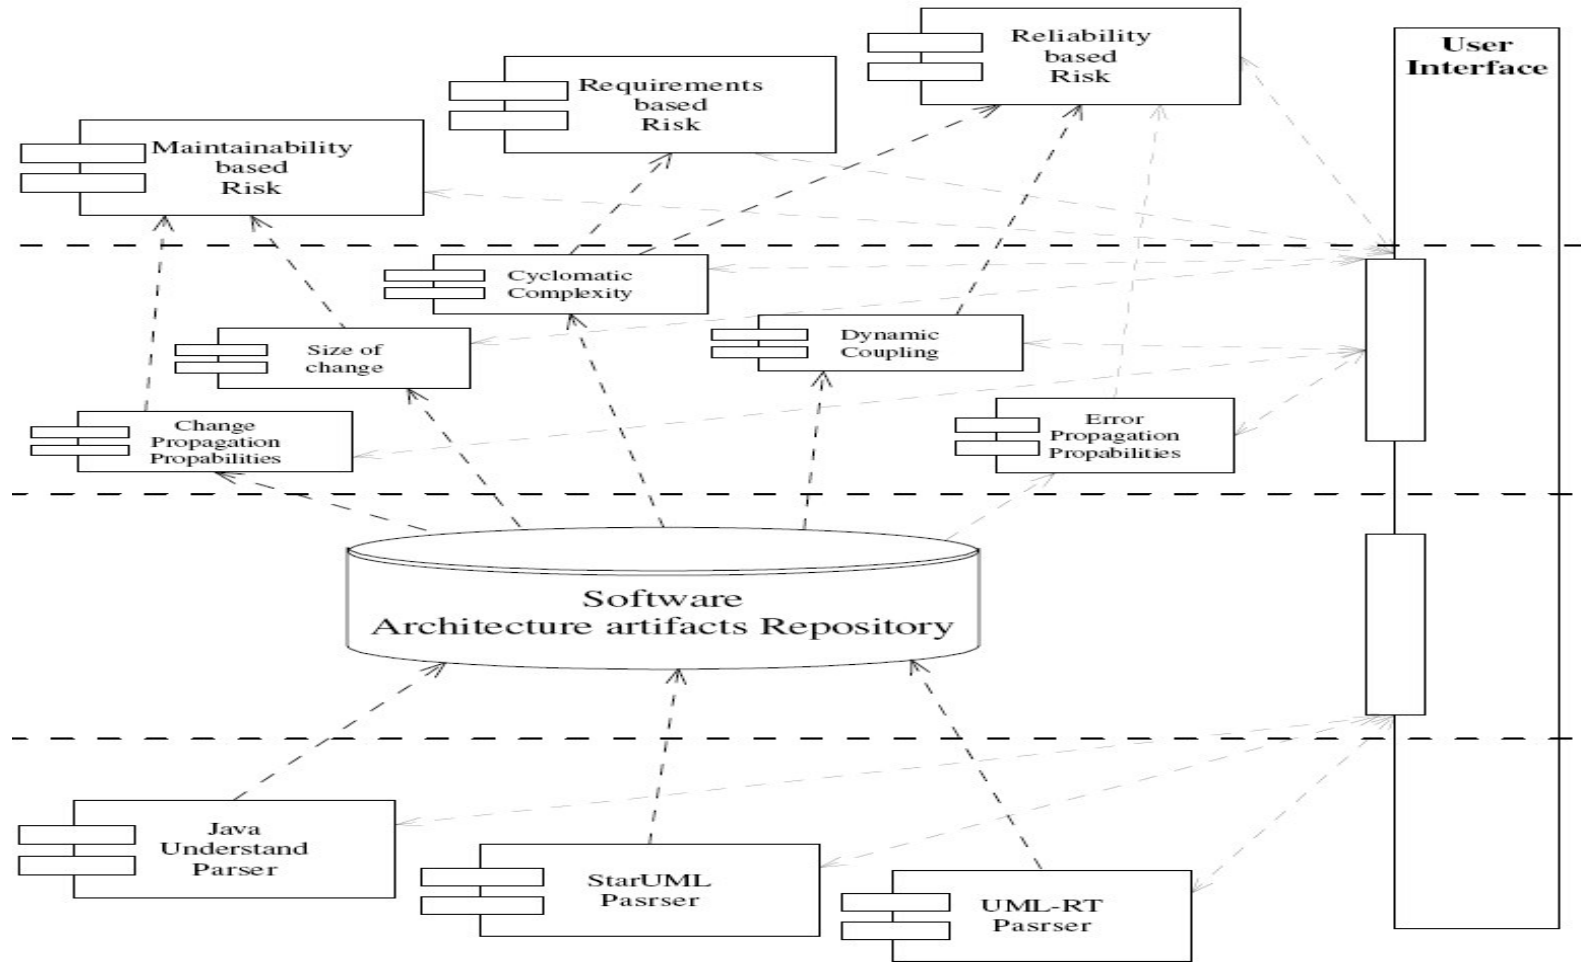 Reliability
based
Risk
User
Interface
Requirements
based
Risk
Maintainability
based
Risk
Cyclomatic
Complexity
Dynamic
Coupling
Size of
change
Change
Propagation
Propabilities
Error
Propagation
Propabilities
Software
Architecture artifacts Repository
Java
Understand
Parser
StarUML
Pasrser
UML-RT
Pasrser